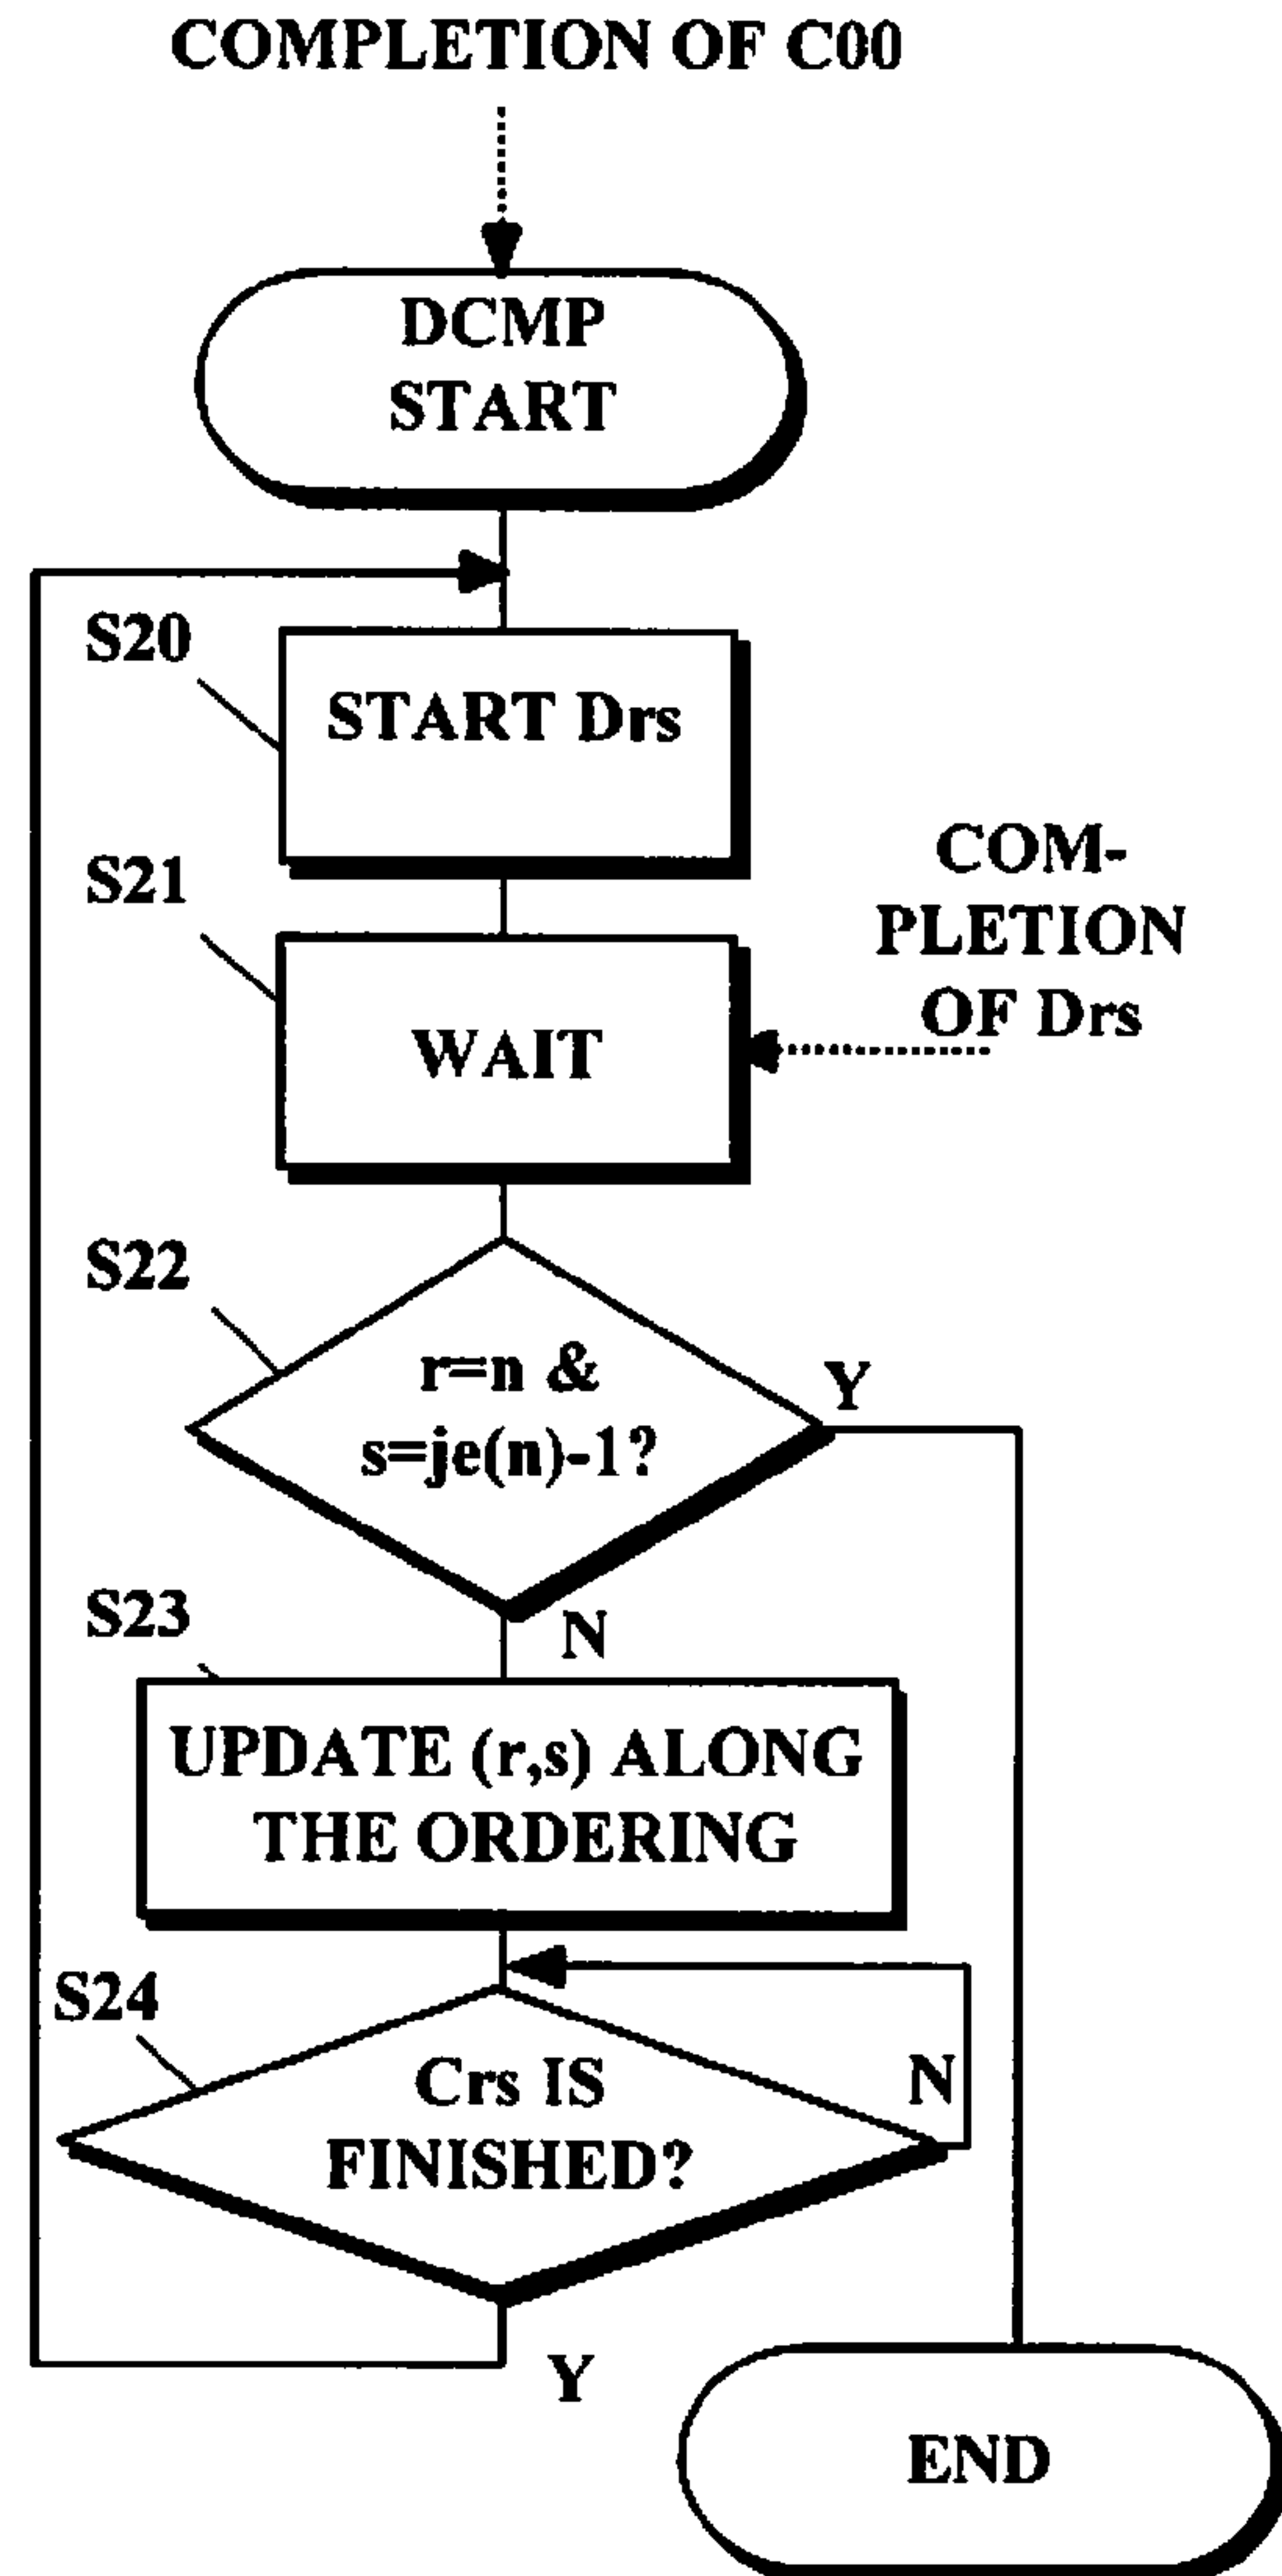 COMPLETION OF C00
DCMP
START
S20
START Drs
S21
COM-
PLETION
OF Drs
WAIT
S22
r=n &
s=je(n)-1?
Y
N
S23
UPDATE (r,s) ALONG
THE ORDERING
S24
Crs IS
FINISHED?
N
Y
END